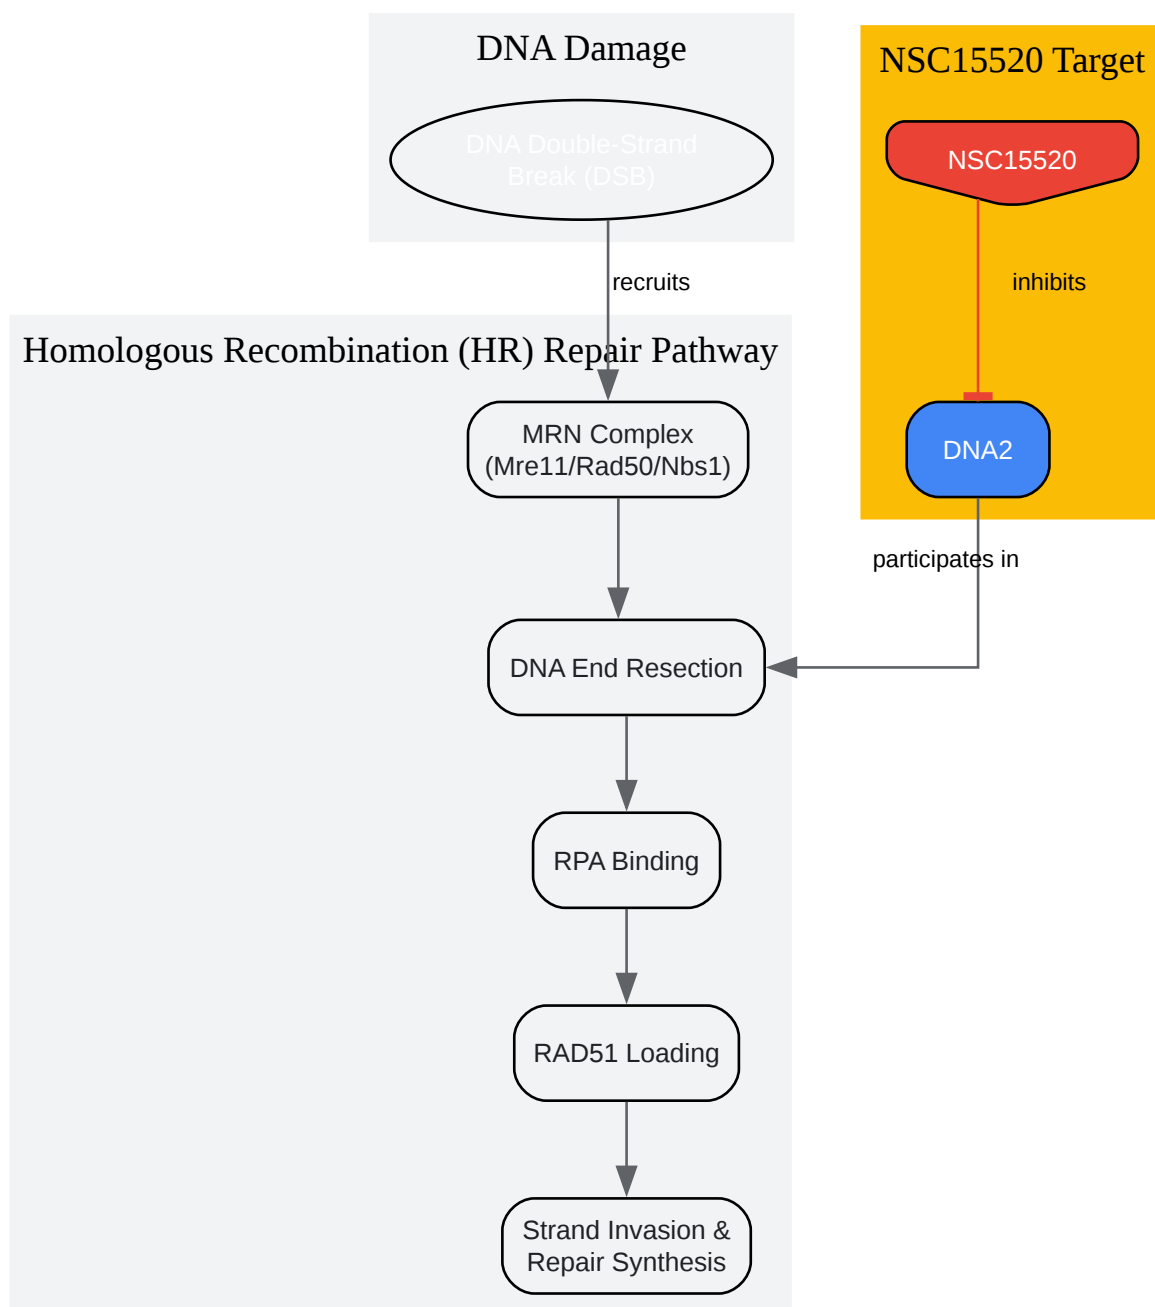 DNA Damage
DNA Double-Strand
Break (DSB)
NSC15520 Target
NSC15520
recruits
inhibits
Homologous Recombination (HR) Repair Pathway
MRN Complex
(Mre11/Rad50/Nbs1)
DNA2
participates in
DNA End Resection
RPA Binding
RAD51 Loading
Strand Invasion &
Repair Synthesis